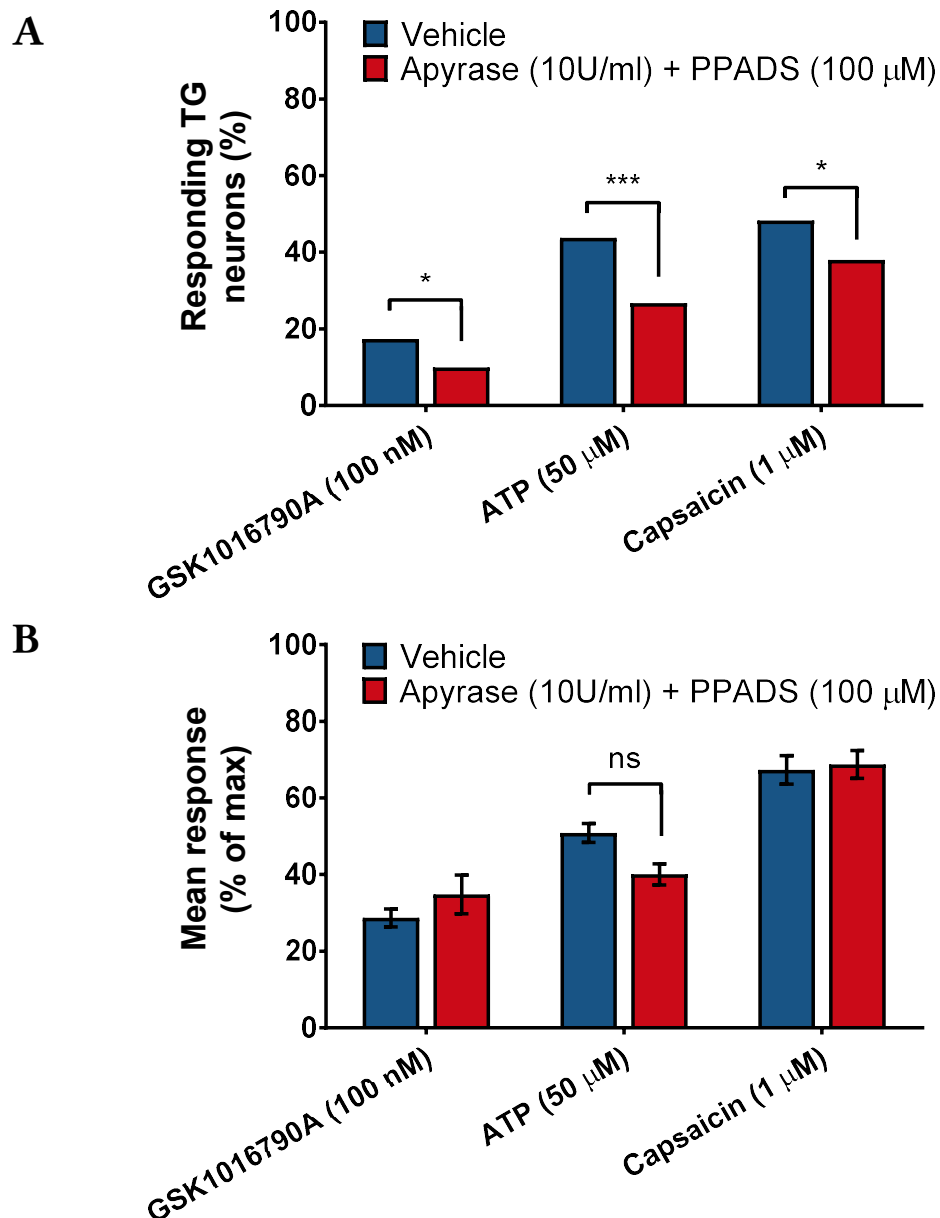 A
Responding TG
neurons (%)
100
80
60
40
20
0
Vehicle
Apyrase (10U/ml) + PPADS (100 μM)
*
***
*
GSK1016790A (100 nM)
ATP (50 μM)
Capsaicin (1 μM)
B
Mean response
(% of max)
100
80
60
40
20
0
Vehicle
Apyrase (10U/ml) + PPADS (100 μM)
ns
GSK1016790A (100 nM)
ATP (50 μM)
Capsaicin (1 μM)